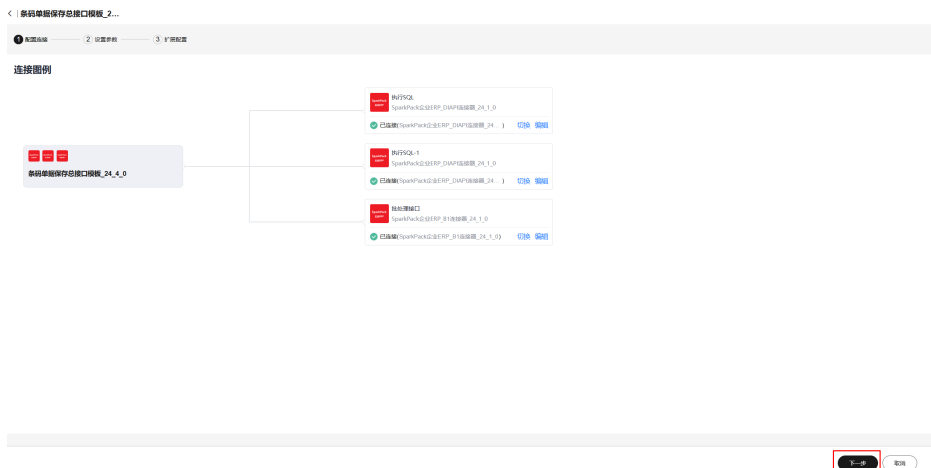 条码单据保存总接口模板_2...
1 配置连接 2 设置参数 3 扩展配置
连接图例
执行SQL
SparkPack企业ERP_DIAPI连接器_24_1_0
已连接(SparkPack企业ERP_DIAPI连接器_24... ) 切换 编辑
执行SQL-1
SparkPack企业ERP_DIAPI连接器_24_1_0
已连接(SparkPack企业ERP_DIAPI连接器_24... ) 切换 编辑
条码单据保存总接口模板_24_4_0
批处理接口
SparkPack企业ERP_B1连接器_24_1_0
已连接(SparkPack企业ERP_B1连接器_24_1_0) 切换 编辑
下一步 取消